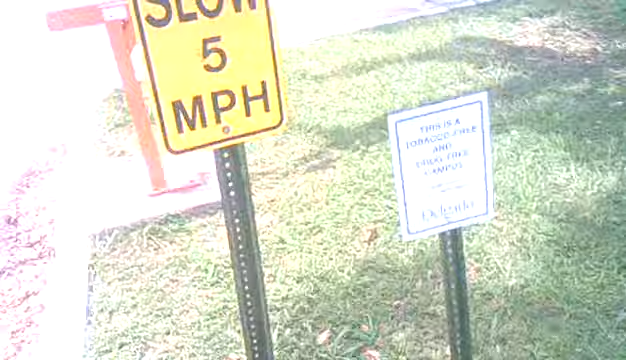 SLOW
5
MPH
THIS IS A
TOBACCO-FREE
AND
DRUG-FREE
CAMPUS